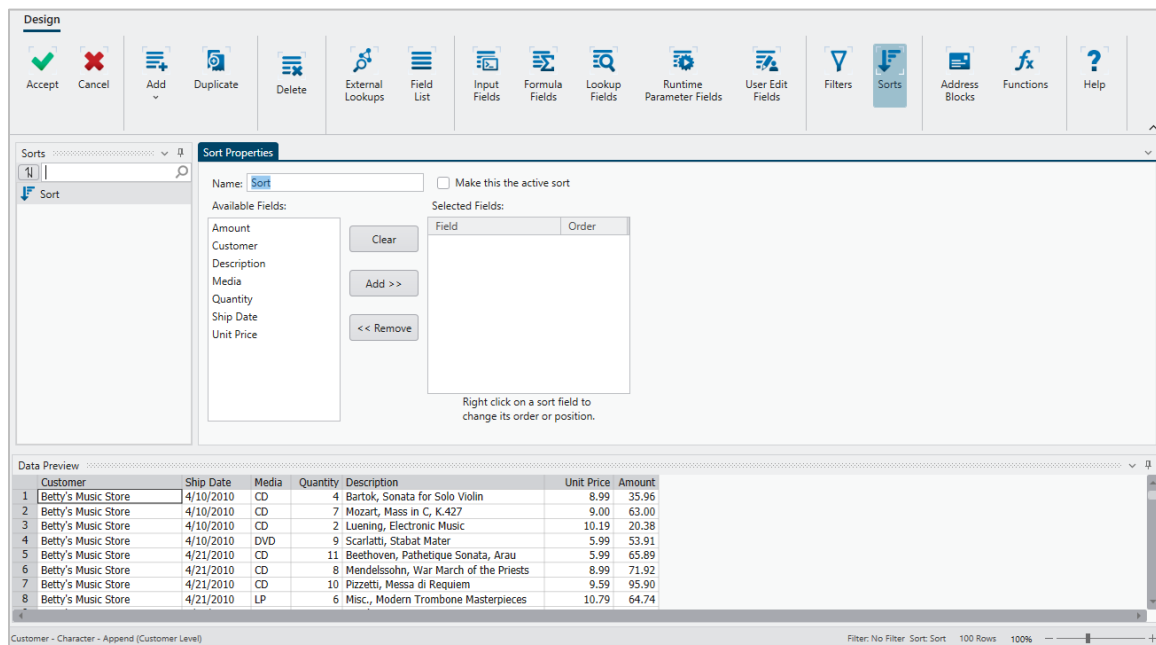 Design
Accept Cancel Add Duplicate Delete External Lookups Field List Input Fields Formula Fields Lookup Fields Runtime Parameter Fields User Edit Fields Filters Sorts Address Blocks Functions Help
Sorts
Sort Properties
Sort
Name: Sort Make this the active sort
Available Fields: Selected Fields:
Field Order
Amount
Customer
Description
Media
Quantity
Ship Date
Unit Price
Clear
Add >>
<< Remove
Right click on a sort field to
change its order or position.
Data Preview
Customer Ship Date Media Quantity Description Unit Price Amount
1 Betty's Music Store 4/10/2010 CD 4 Bartok, Sonata for Solo Violin 8.99 35.96
2 Betty's Music Store 4/10/2010 CD 7 Mozart, Mass in C, K.427 9.00 63.00
3 Betty's Music Store 4/10/2010 CD 2 Luening, Electronic Music 10.19 20.38
4 Betty's Music Store 4/10/2010 DVD 9 Scarlatti, Stabat Mater 5.99 53.91
5 Betty's Music Store 4/21/2010 CD 11 Beethoven, Pathetique Sonata, Arau 5.99 65.89
6 Betty's Music Store 4/21/2010 CD 8 Mendelssohn, War March of the Priests 8.99 71.92
7 Betty's Music Store 4/21/2010 CD 10 Pizzetti, Messa di Requiem 9.59 95.90
8 Betty's Music Store 4/21/2010 LP 6 Misc., Modern Trombone Masterpieces 10.79 64.74
Customer - Character - Append (Customer Level) Filter: No Filter Sort: Sort 100 Rows 100%